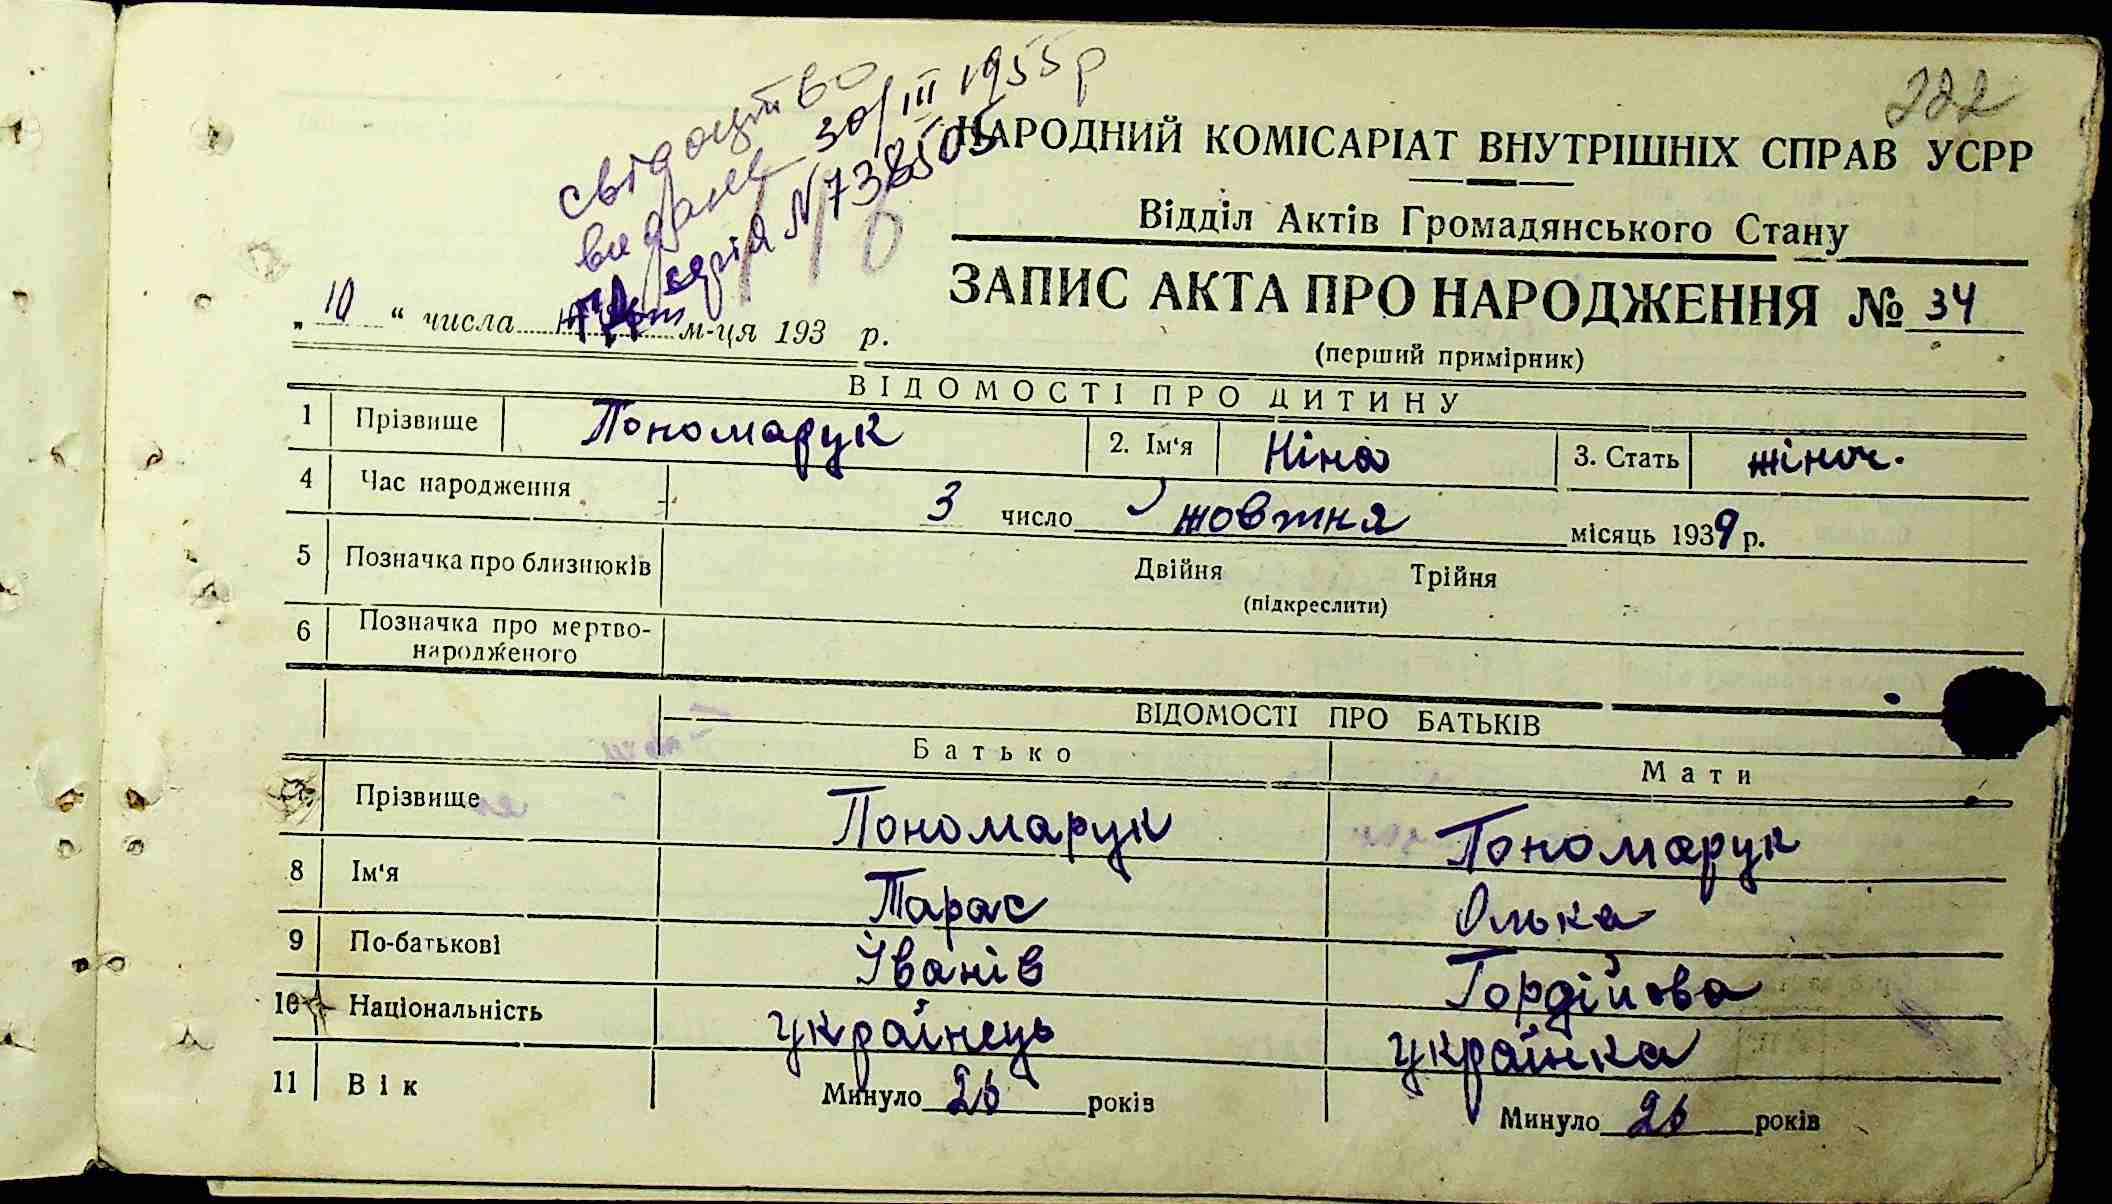 222
свідоцтво
видане 30/III 1955 р
серія № 738505
НАРОДНИЙ КОМІСАРІАТ ВНУТРІШНІХ СПРАВ УСРР
Відділ Актів Громадянського Стану
ЗАПИС АКТА ПРО НАРОДЖЕННЯ № 34
„ 10 “ числа м-ця 193 р.
(перший примірник)
ВІДОМОСТІ ПРО ДИТИНУ
1 Прізвище Пономарук 2. Ім'я Ніна 3. Стать жіноч.
4 Час народження 3 число жовтня місяць 1939 р.
5 Позначка про близнюків Двійня Трійня
(підкреслити)
6 Позначка про мертво-
народженого
ВІДОМОСТІ ПРО БАТЬКІВ
Батько Мати
Прізвище Пономарук Пономарук
8 Ім'я Тарас Олька
9 По-батькові Іванів Гордійова
10 Національність українець українка
11 Вік Минуло 26 років Минуло 26 років